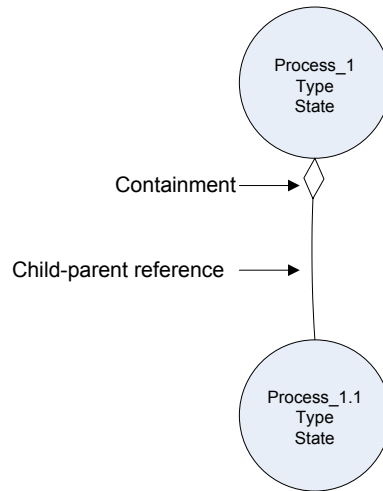 Process_1
Type
State
Containment
Child-parent reference
Process_1.1
Type
State